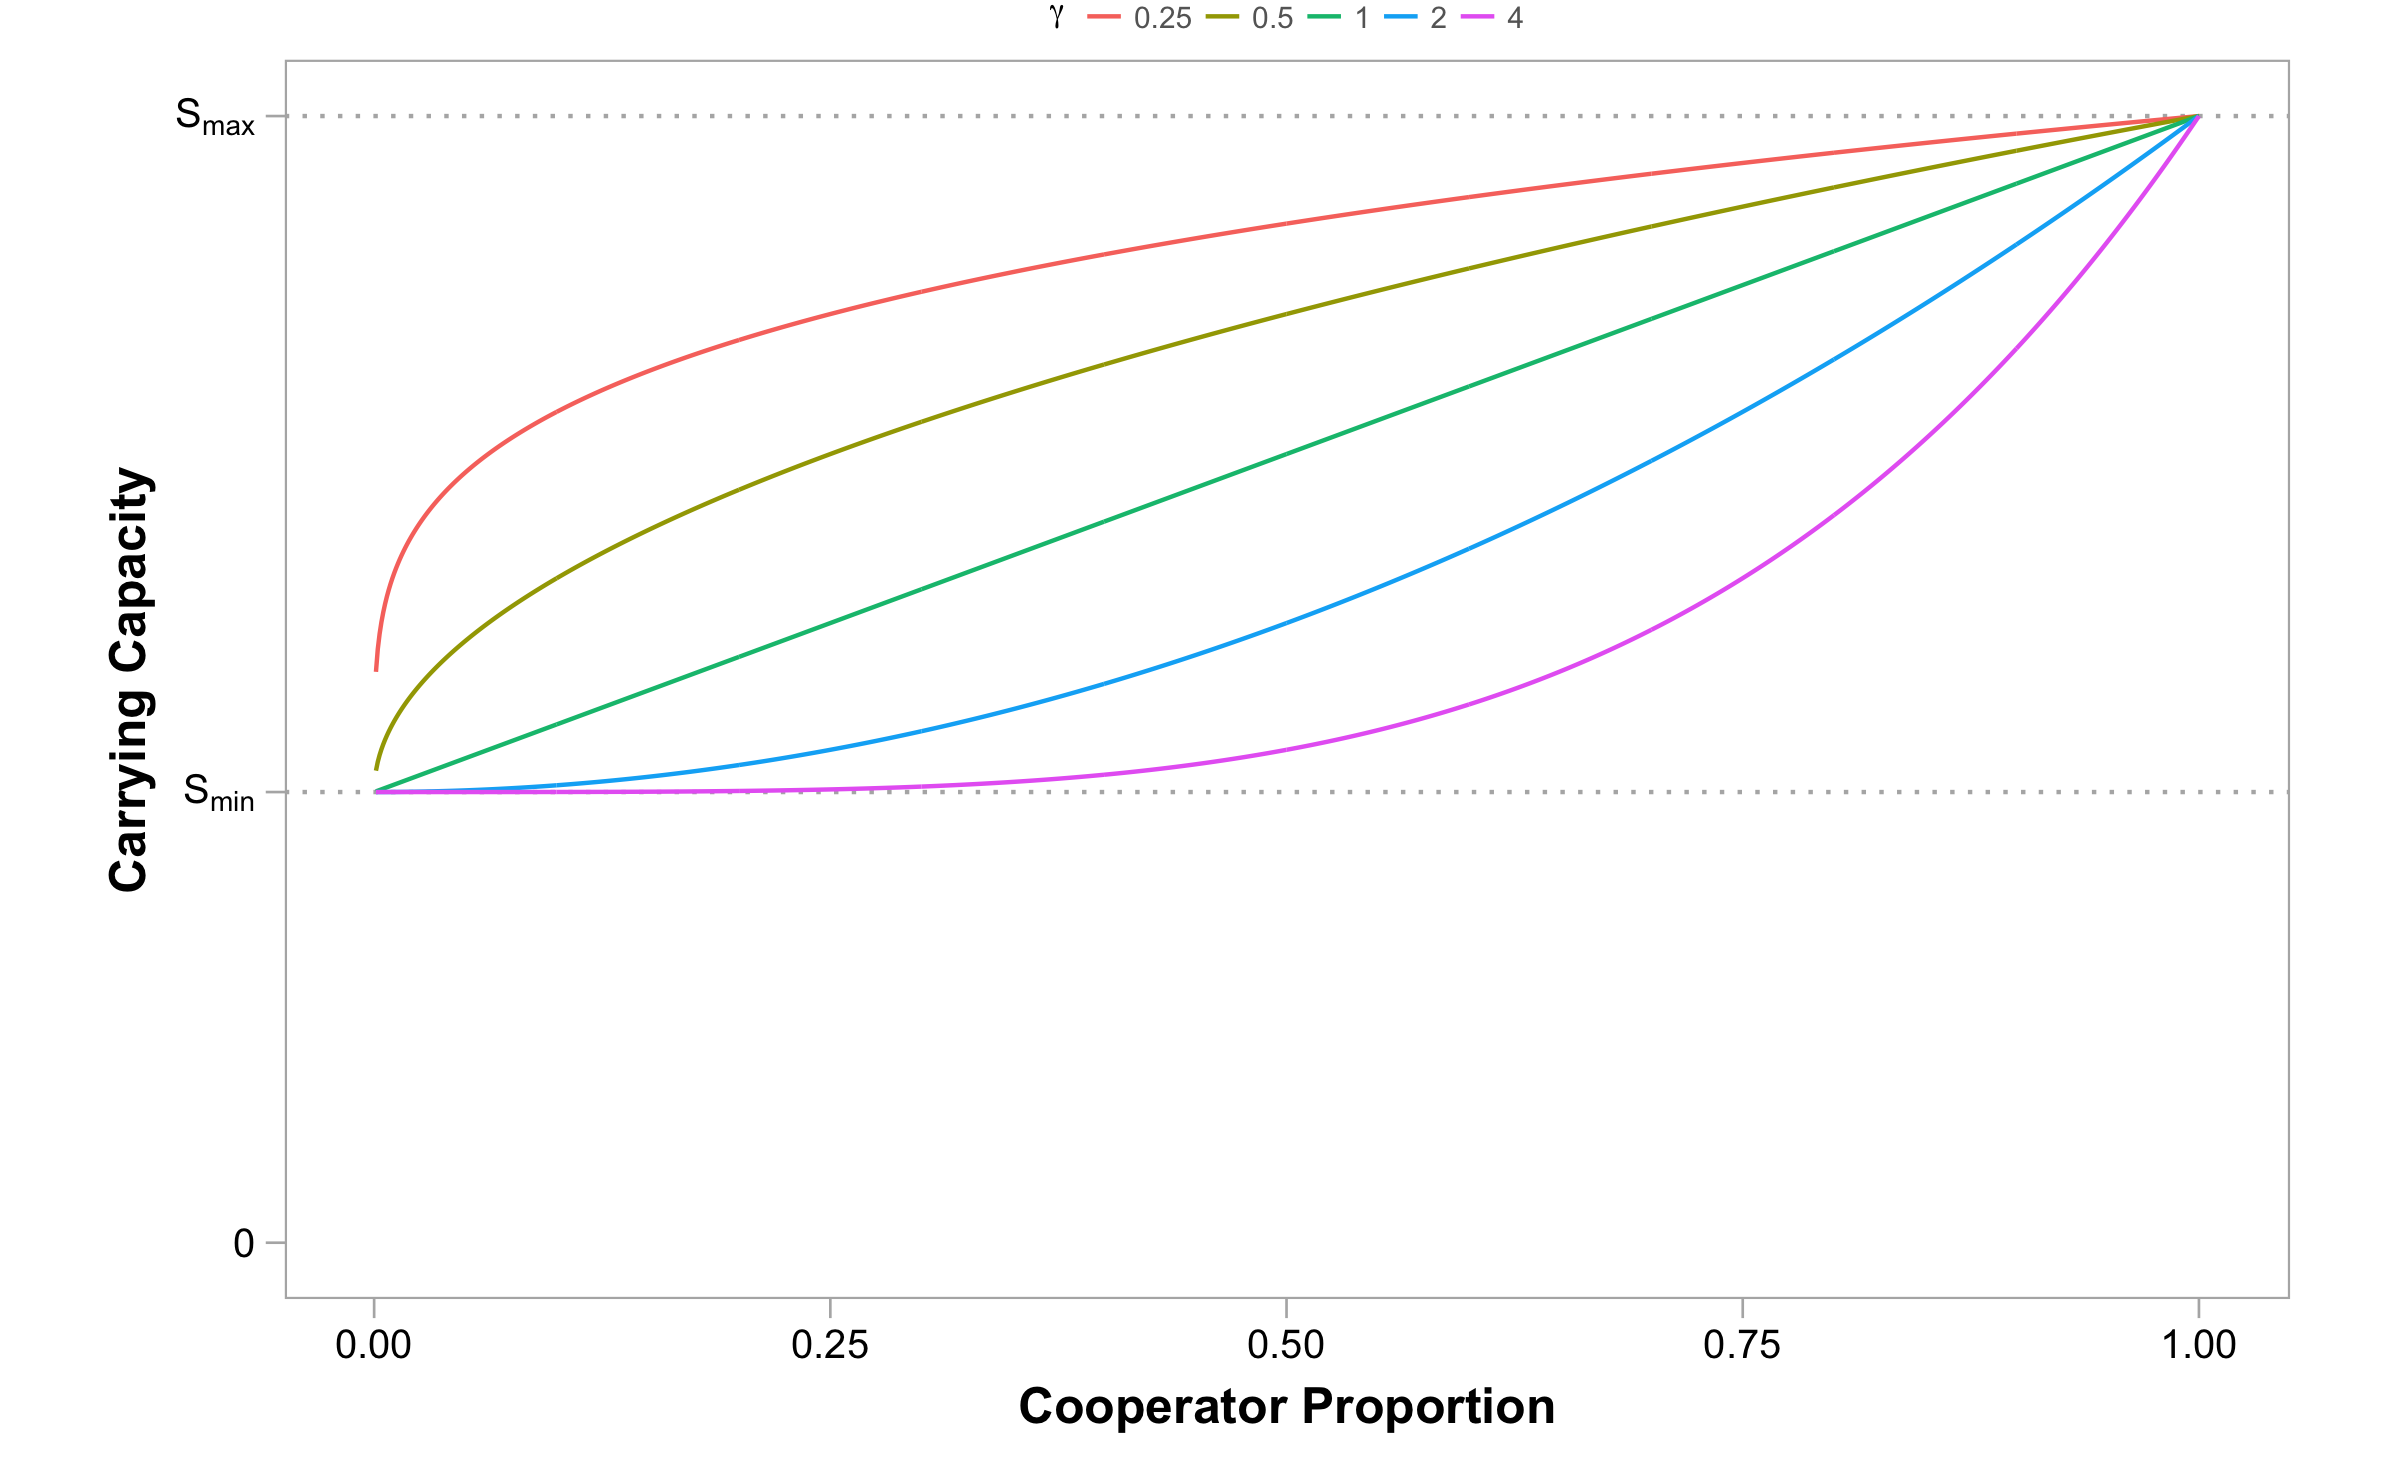 γ 0.25 0.5 1 2 4
Smax
Smin
0
Carrying Capacity
0.00 0.25 0.50 0.75 1.00
Cooperator Proportion